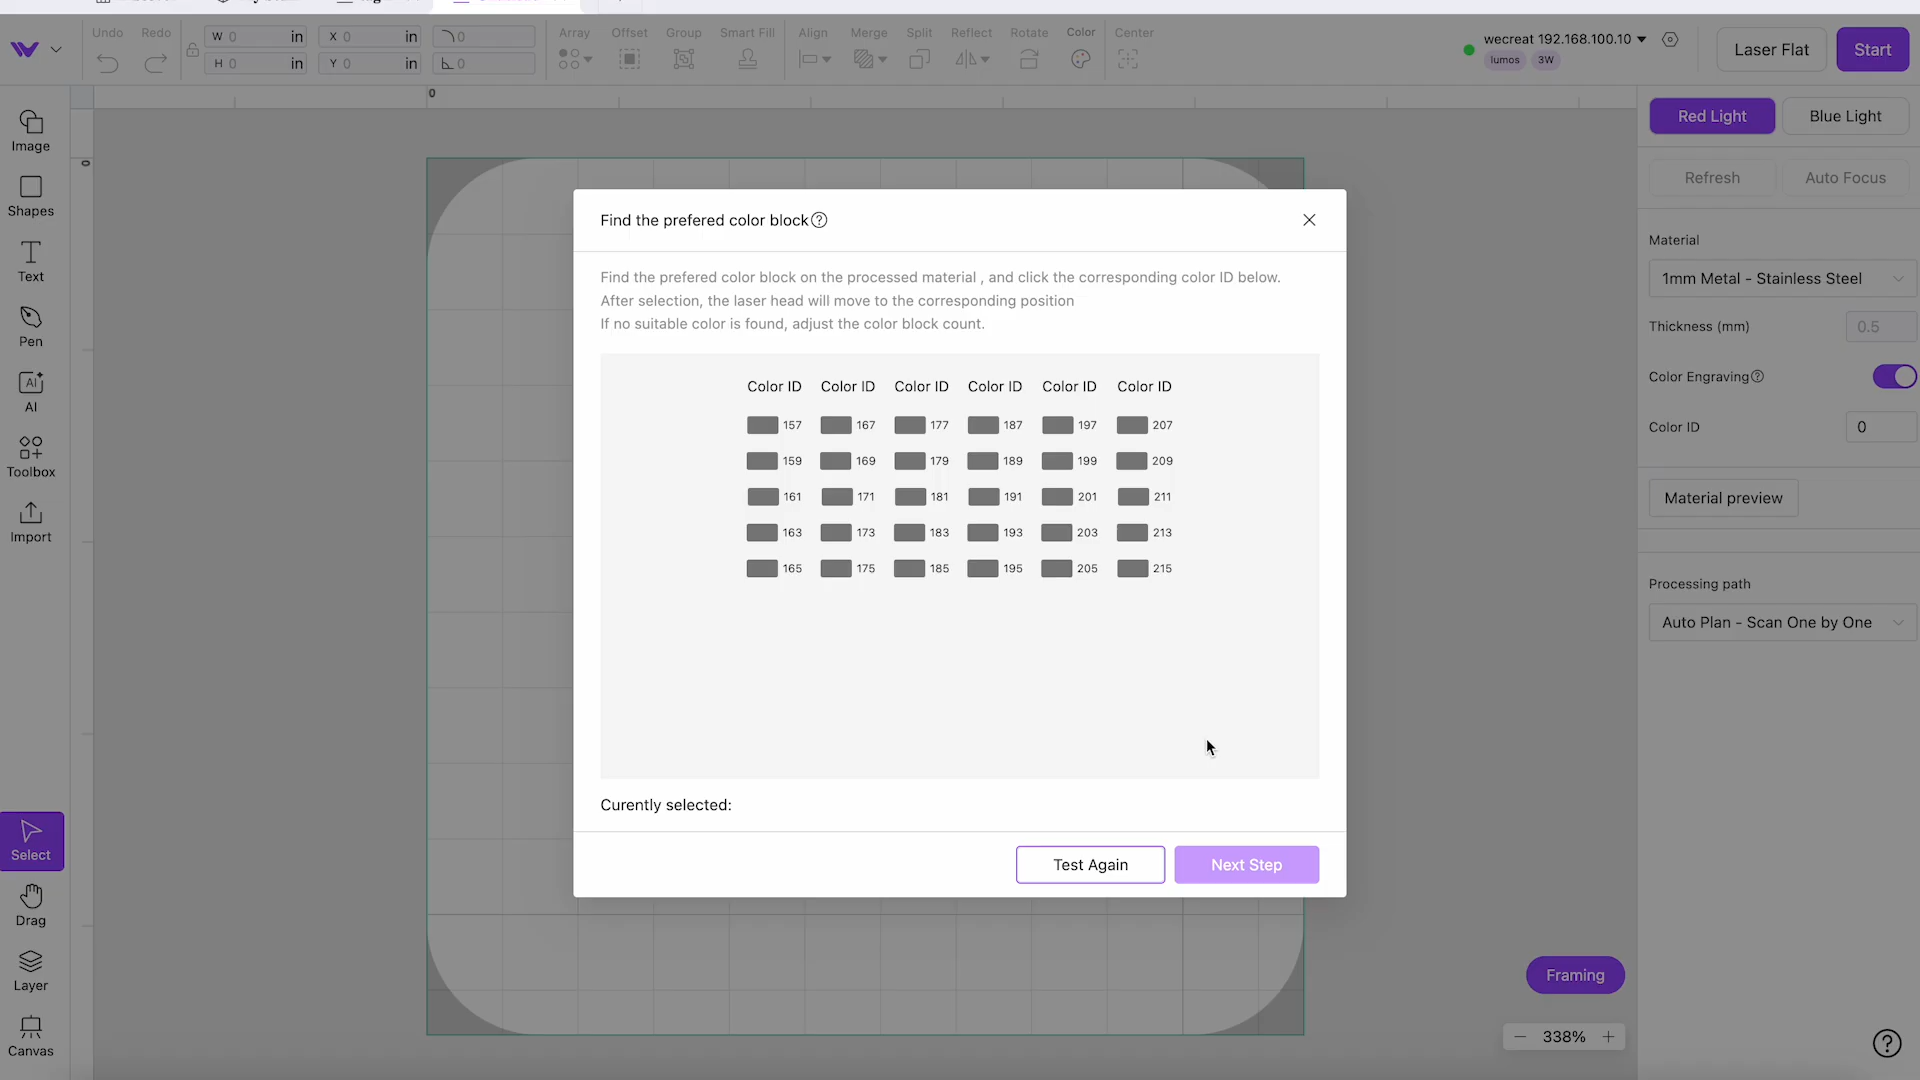 Undo
Redo
W 0 in
H 0 in
X 0 in
Y 0 in
0
0
Array
Offset
Group
Smart Fill
Align
Merge
Split
Reflect
Rotate
Color
Center
wecreat 192.168.100.10
lumos
3W
Laser Flat
Start
0
0
Image
Shapes
Text
Pen
AI
AI
Toolbox
Import
Select
Drag
Layer
Canvas
Find the prefered color block
Find the prefered color block on the processed material , and click the corresponding color ID below.
After selection, the laser head will move to the corresponding position
If no suitable color is found, adjust the color block count.
Color ID Color ID Color ID Color ID Color ID Color ID
157 167 177 187 197 207
159 169 179 189 199 209
161 171 181 191 201 211
163 173 183 193 203 213
165 175 185 195 205 215
Curently selected:
Test Again
Next Step
Red Light
Blue Light
Refresh
Auto Focus
Material
1mm Metal - Stainless Steel
Thickness (mm)
0.5
Color Engraving
Color ID
0
Material preview
Processing path
Auto Plan - Scan One by One
Framing
338%